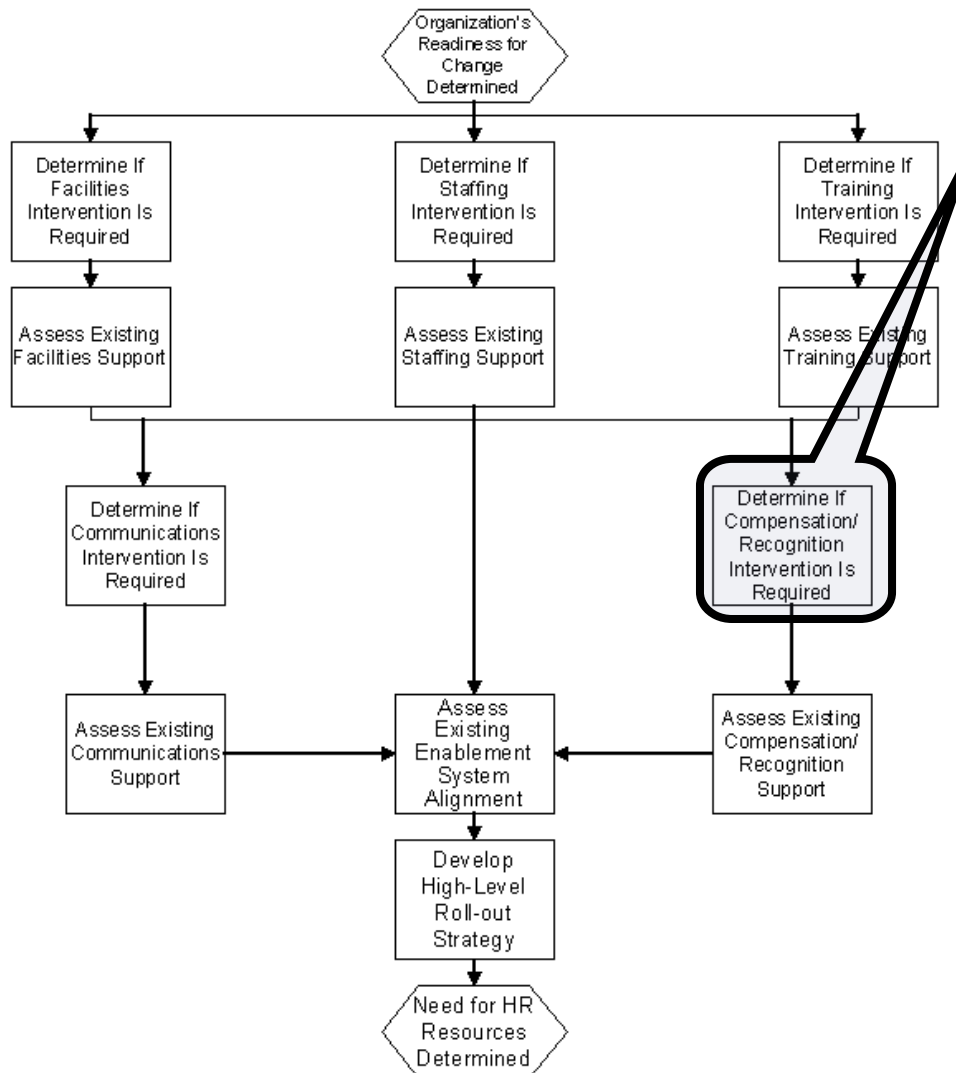 Organization's
Readiness for
Change
Determined
Determine If
Facilities
Intervention Is
Required
Determine If
Staffing
Intervention Is
Required
Determine If
Training
Intervention Is
Required
Assess Existing
Facilities Support
Assess Existing
Staffing Support
Assess Existing
Training Support
Determine If
Communications
Intervention Is
Required
Determine If
Compensation/
Recognition
Intervention Is
Required
Assess Existing
Communications
Support
Assess
Existing
Enablement
System
Alignment
Assess Existing
Compensation/
Recognition
Support
Develop
High-Level
Roll-out
Strategy
Need for HR
Resources
Determined